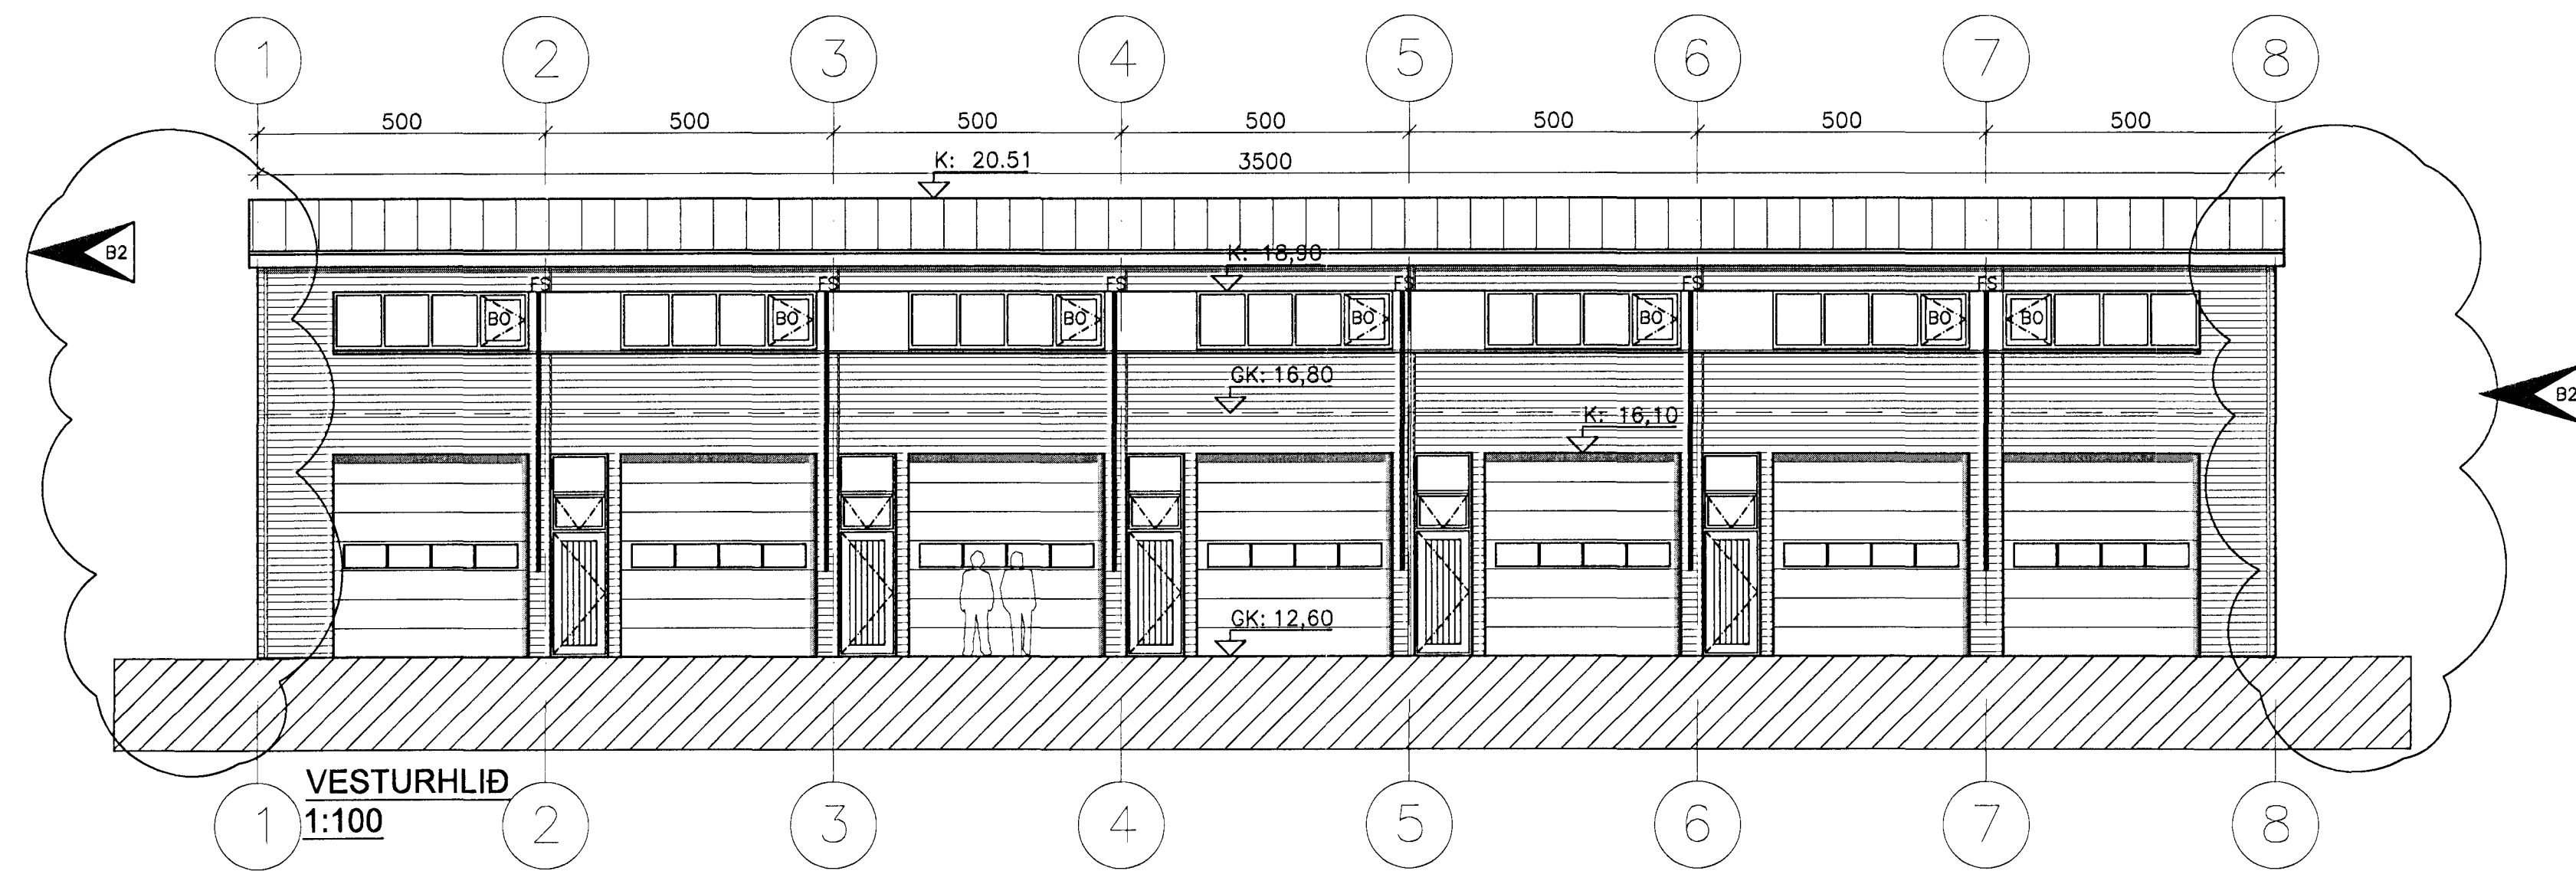 1 2 3 4 5 6 7 8
500 500 500 500 500 500 500
K: 20.51 3500
B2
K: 18,90
FS FS FS FS FS FS
BO BO BO BO BO BO BO
GK: 16,80
B2
K: 16,10
GK: 12,60
VESTURHLIÐ
1:100
1 2 3 4 5 6 7 8